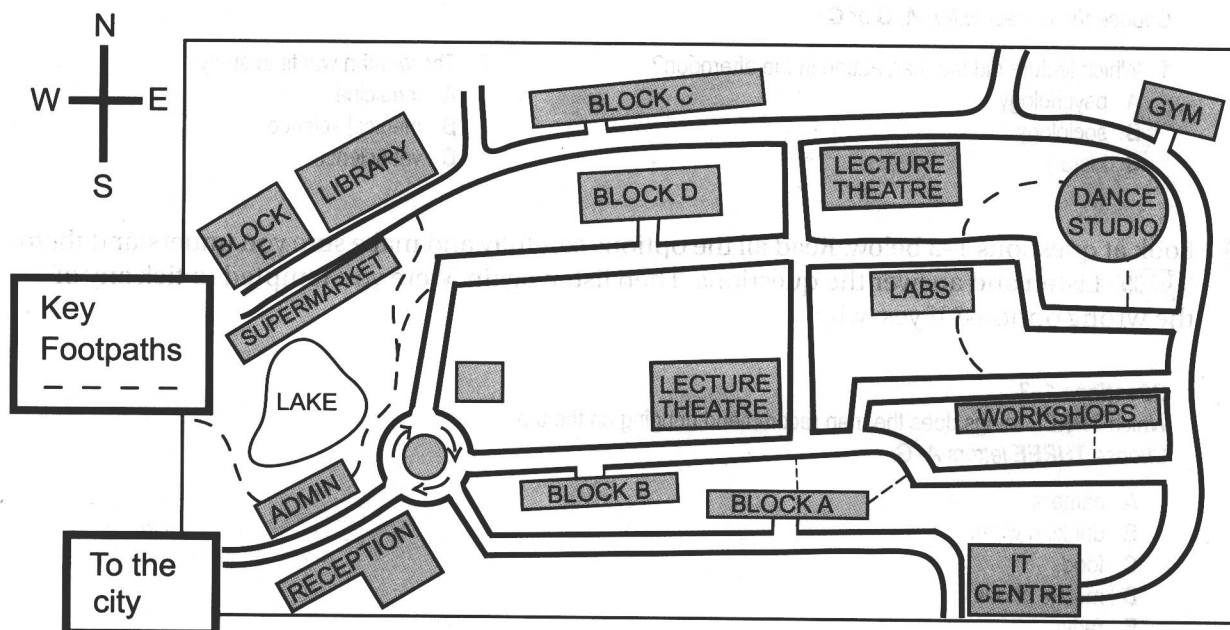 N
W E
S
BLOCK C
GYM
LIBRARY
LECTURE
THEATRE
BLOCK D
DANCE
STUDIO
BLOCK
E
SUPERMARKET
LABS
Key
Footpaths
LAKE
LECTURE
THEATRE
WORKSHOPS
ADMIN
BLOCK B
BLOCK A
RECEPTION
IT
CENTRE
To the
city